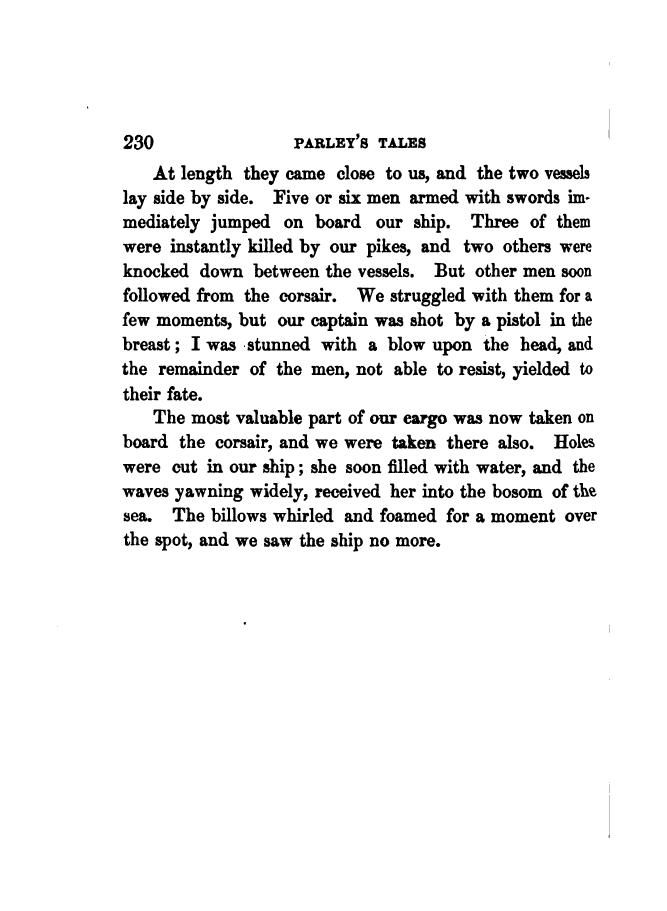 230 PARLEY'S TALES
At length they came close to us, and the two vessels
lay side by side. Five or six men armed with swords im-
mediately jumped on board our ship. Three of them
were instantly killed by our pikes, and two others were
knocked down between the vessels. But other men soon
followed from the corsair. We struggled with them for a
few moments, but our captain was shot by a pistol in the
breast; I was stunned with a blow upon the head, and
the remainder of the men, not able to resist, yielded to
their fate.
The most valuable part of our cargo was now taken on
board the corsair, and we were taken there also. Holes
were cut in our ship; she soon filled with water, and the
waves yawning widely, received her into the bosom of the
sea. The billows whirled and foamed for a moment over
the spot, and we saw the ship no more.